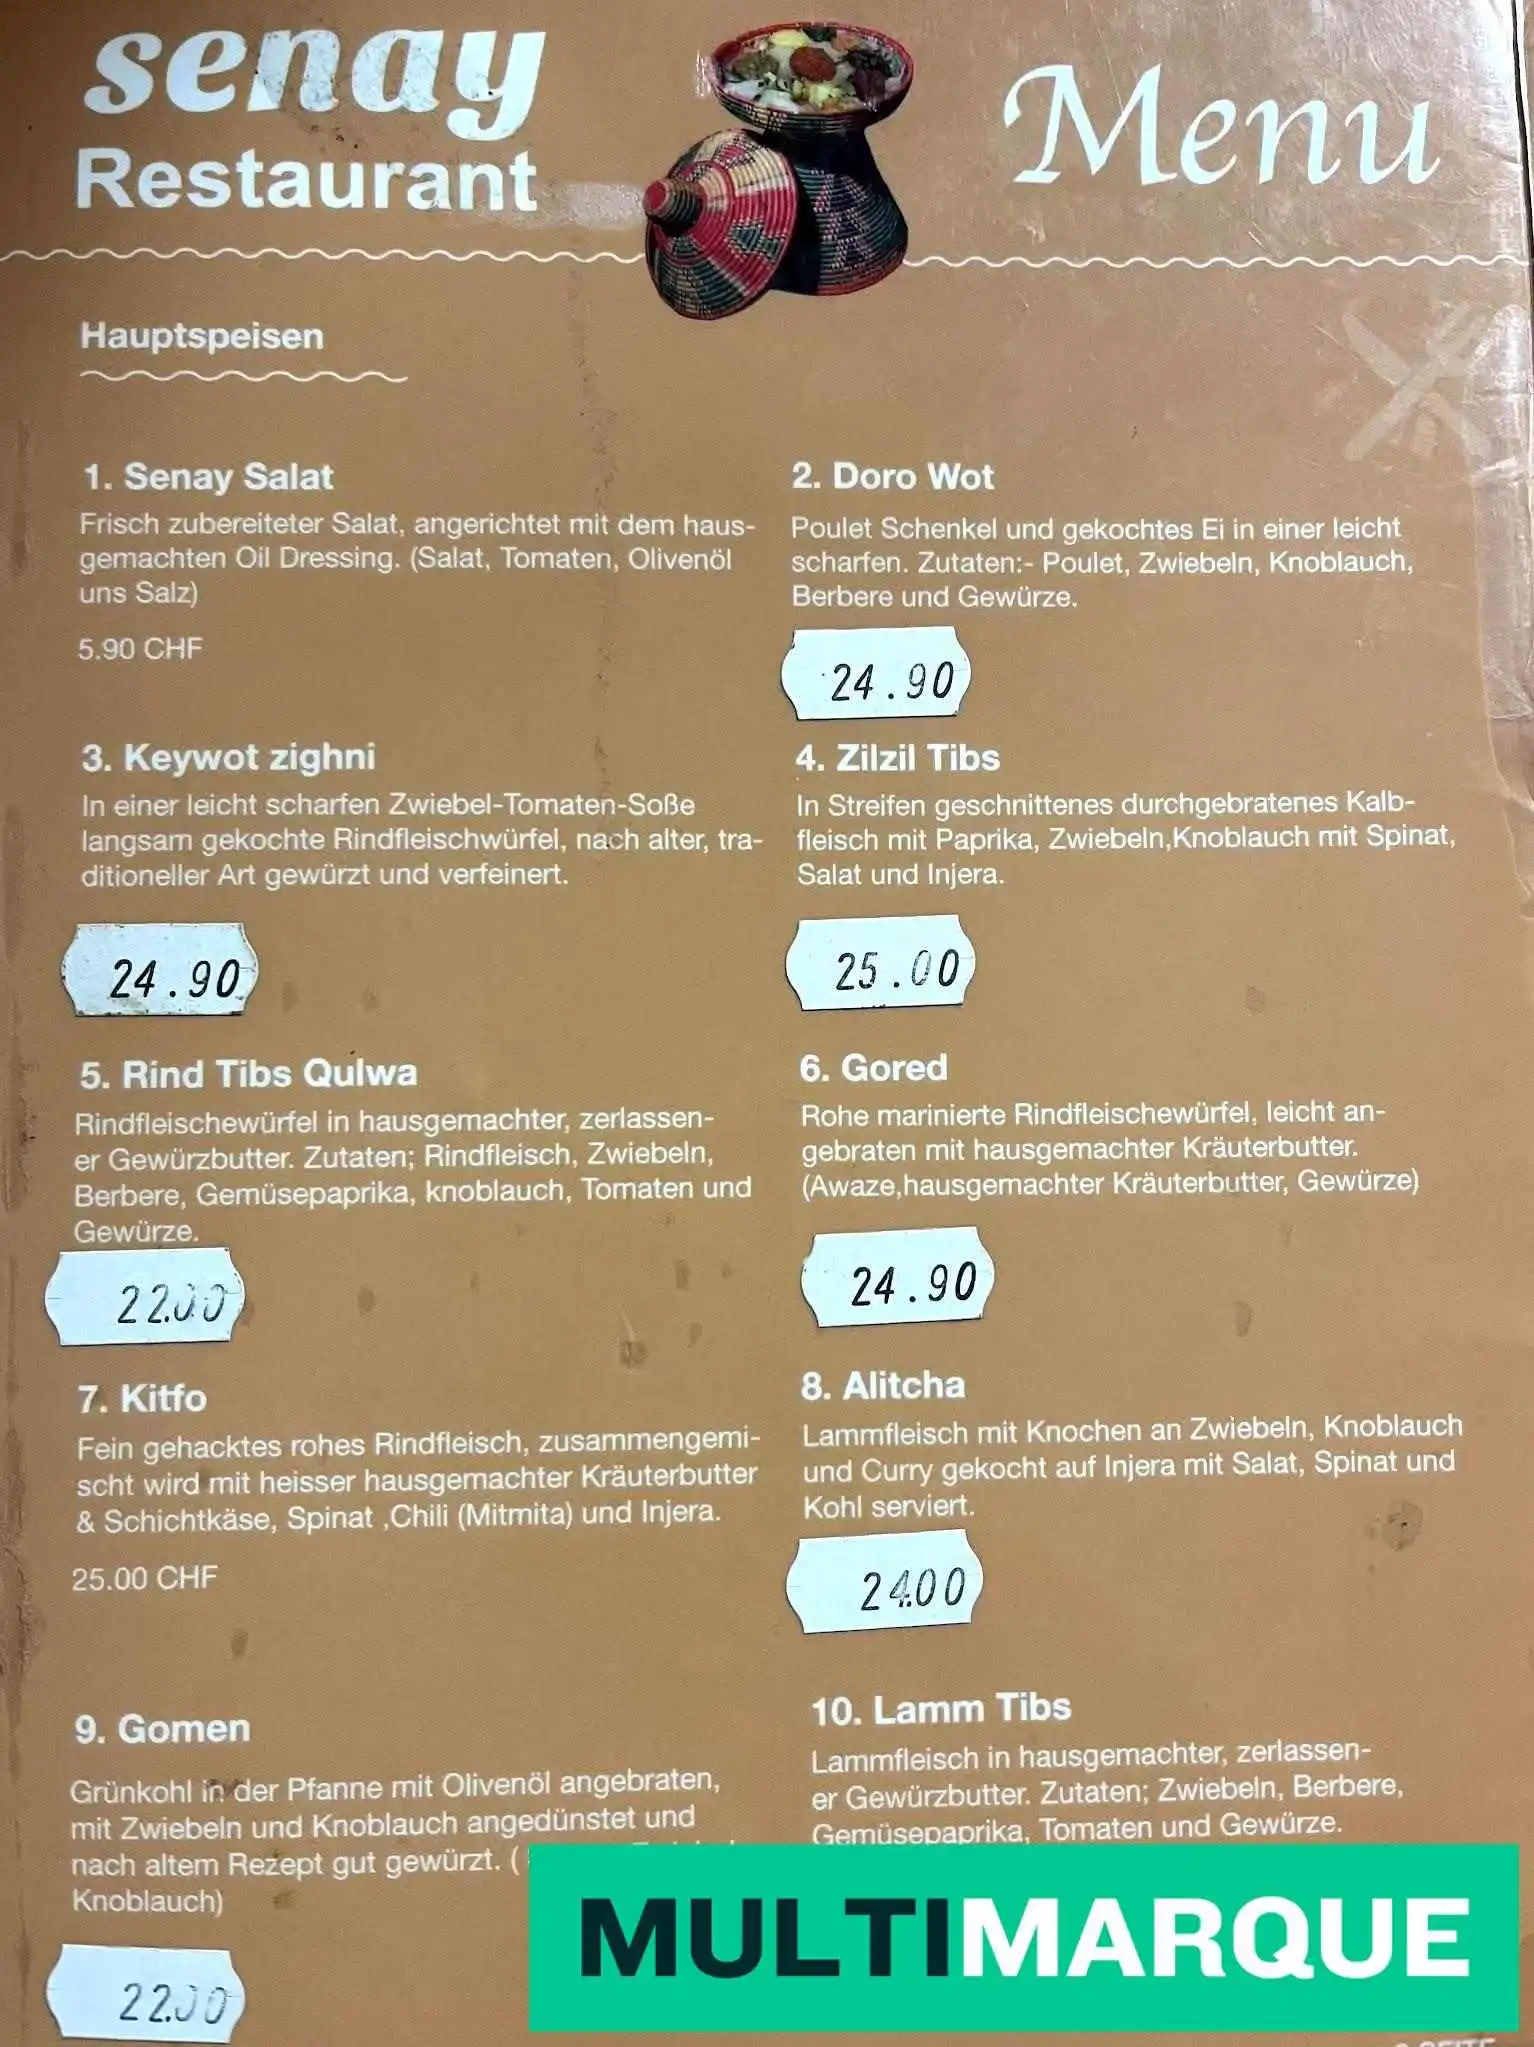 senay
Restaurant
Menu
Hauptspeisen
1. Senay Salat
Frisch zubereiteter Salat, angerichtet mit dem haus-
gemachten Oil Dressing. (Salat, Tomaten, Olivenöl
uns Salz)
5.90 CHF
2. Doro Wot
Poulet Schenkel und gekochtes Ei in einer leicht
scharfen. Zutaten:- Poulet, Zwiebeln, Knoblauch,
Berbere und Gewürze.
24.90
3. Keywot zighni
In einer leicht scharfen Zwiebel-Tomaten-Soße
langsam gekochte Rindfleischwürfel, nach alter, tra-
ditioneller Art gewürzt und verfeinert.
24.90
4. Zilzil Tibs
In Streifen geschnittenes durchgebratenes Kalb-
fleisch mit Paprika, Zwiebeln,Knoblauch mit Spinat,
Salat und Injera.
25.00
5. Rind Tibs Qulwa
Rindfleischewürfel in hausgemachter, zerlassen-
er Gewürzbutter. Zutaten; Rindfleisch, Zwiebeln,
Berbere, Gemüsepaprika, knoblauch, Tomaten und
Gewürze.
22.00
6. Gored
Rohe marinierte Rindfleischewürfel, leicht an-
gebraten mit hausgemachter Kräuterbutter.
(Awaze,hausgemachter Kräuterbutter, Gewürze)
24.90
7. Kitfo
Fein gehacktes rohes Rindfleisch, zusammengemi-
scht wird mit heisser hausgemachter Kräuterbutter
& Schichtkäse, Spinat ,Chili (Mitmita) und Injera.
25.00 CHF
8. Alitcha
Lammfleisch mit Knochen an Zwiebeln, Knoblauch
und Curry gekocht auf Injera mit Salat, Spinat und
Kohl serviert.
24.00
9. Gomen
Grünkohl in der Pfanne mit Olivenöl angebraten,
mit Zwiebeln und Knoblauch angedünstet und
nach altem Rezept gut gewürzt. (
Knoblauch)
22.00
10. Lamm Tibs
Lammfleisch in hausgemachter, zerlassen-
er Gewürzbutter. Zutaten; Zwiebeln, Berbere,
Gemüsepaprika, Tomaten und Gewürze.
MULTIMARQUE